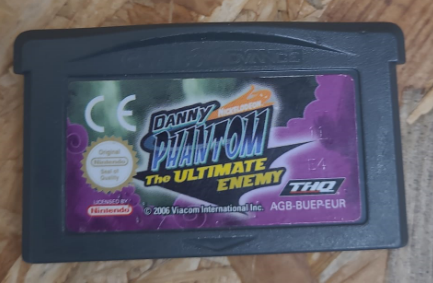 CE
NICKELODEON
DANNY
PHANTOM
The ULTIMATE
ENEMY
Original
Nintendo
Seal of
Quality
LICENSED BY
Nintendo
THQ
© 2006 Viacom International Inc.
AGB-BUEP-EUR